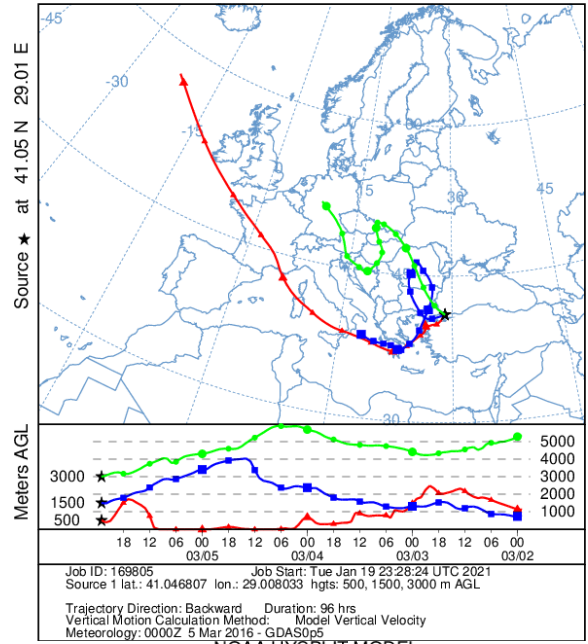 Source ★ at 41.05 N 29.01 E
-45
-30
-15
5
30
45
30
Meters AGL
3000
1500
500
5000
4000
3000
2000
1000
18 12 06 00 18 12 06 00 18 12 06 00 18 12 06 00
03/05 03/04 03/03 03/02
Job ID: 169805 Job Start: Tue Jan 19 23:28:24 UTC 2021
Source 1 lat.: 41.046807 lon.: 29.008033 hgts: 500, 1500, 3000 m AGL
Trajectory Direction: Backward Duration: 96 hrs
Vertical Motion Calculation Method: Model Vertical Velocity
Meteorology: 0000Z 5 Mar 2016 - GDAS0p5
NOAA HYSPLIT MODEL